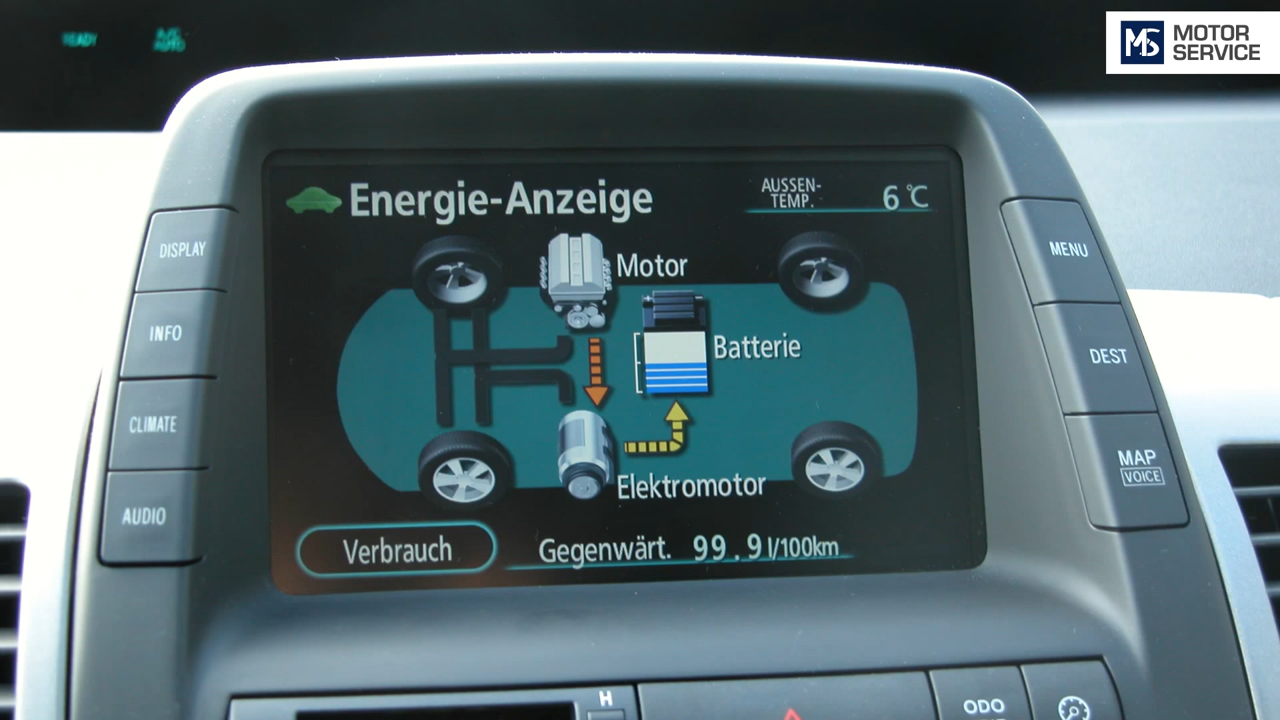 READY
A/C
AUTO
MS
MOTOR
SERVICE
Energie-Anzeige
AUSSEN-
TEMP.
6 °C
DISPLAY
INFO
CLIMATE
AUDIO
Motor
Batterie
Elektromotor
Verbrauch
Gegenwärt. 99.9 l/100km
MENU
DEST
MAP
VOICE
H
ODO